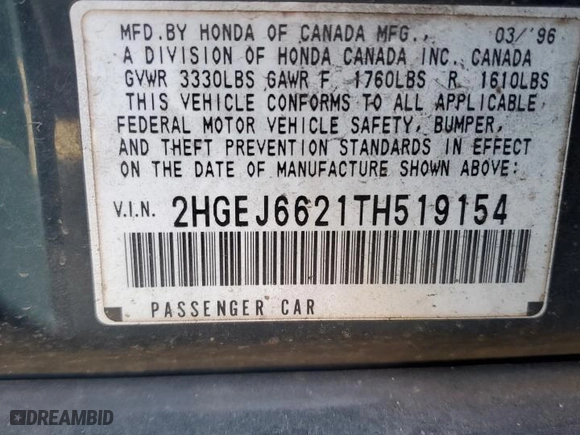 MFD. BY HONDA OF CANADA MFG., 03/'96
A DIVISION OF HONDA CANADA INC. CANADA
GVWR 3330LBS GAWR F 1760LBS R 1610LBS
THIS VEHICLE CONFORMS TO ALL APPLICABLE
FEDERAL MOTOR VEHICLE SAFETY, BUMPER,
AND THEFT PREVENTION STANDARDS IN EFFECT
ON THE DATE OF MANUFACTURE SHOWN ABOVE:
V.I.N. 2HGEJ6621TH519154
PASSENGER CAR
DREAMBID